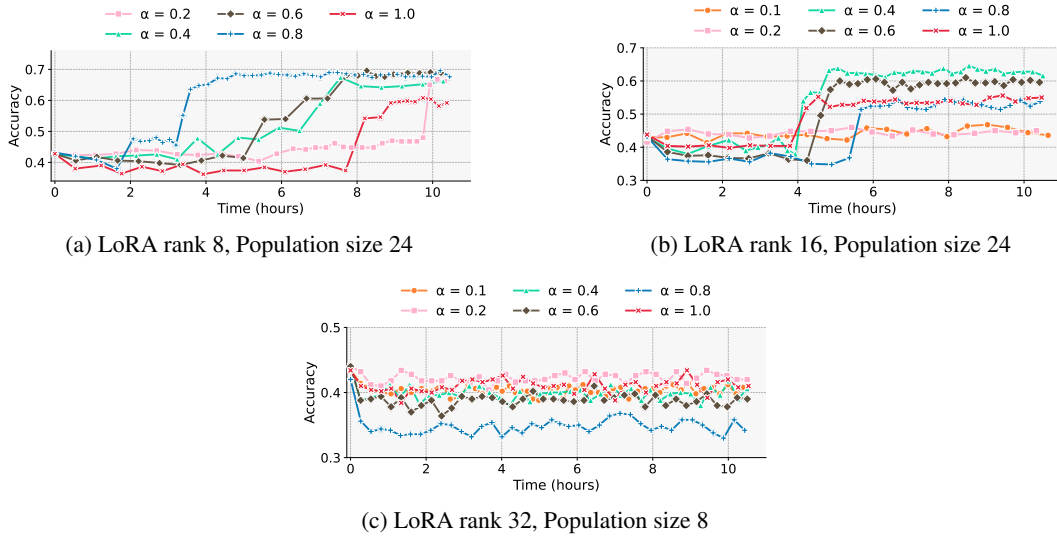 α = 0.2 α = 0.6 α = 1.0
α = 0.4 α = 0.8
0.7
0.6
0.5
0.4
Accuracy
0 2 4 6 8 10
Time (hours)
(a) LoRA rank 8, Population size 24
α = 0.1 α = 0.4 α = 0.8
α = 0.2 α = 0.6 α = 1.0
0.7
0.6
0.5
0.4
0.3
Accuracy
0 2 4 6 8 10
Time (hours)
(b) LoRA rank 16, Population size 24
α = 0.1 α = 0.4 α = 0.8
α = 0.2 α = 0.6 α = 1.0
0.5
0.4
0.3
Accuracy
0 2 4 6 8 10
Time (hours)
(c) LoRA rank 32, Population size 8